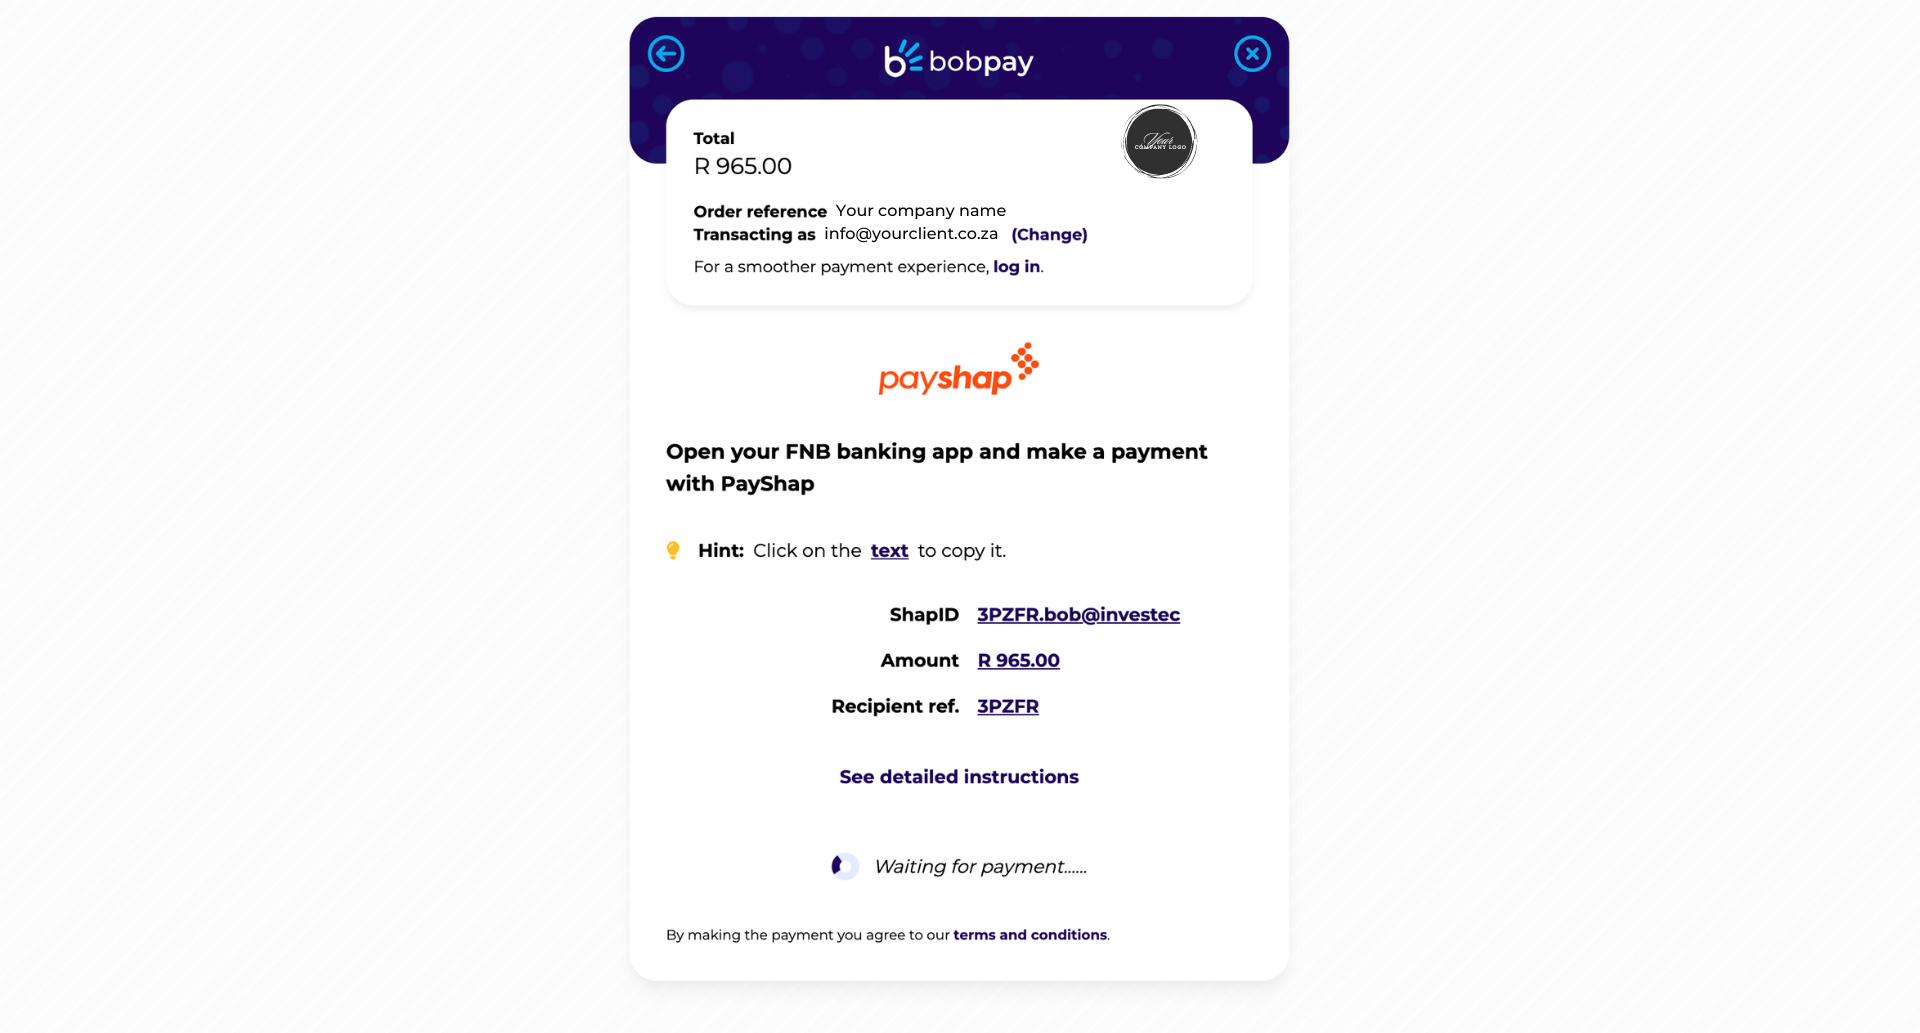 bobpay
Total
R 965.00
Your
COMPANY LOGO
Order reference Your company name
Transacting as info@yourclient.co.za (Change)
For a smoother payment experience, log in.
payshap
Open your FNB banking app and make a payment
with PayShap
Hint: Click on the text to copy it.
ShapID 3PZFR.bob@investec
Amount R 965.00
Recipient ref. 3PZFR
See detailed instructions
Waiting for payment......
By making the payment you agree to our terms and conditions.